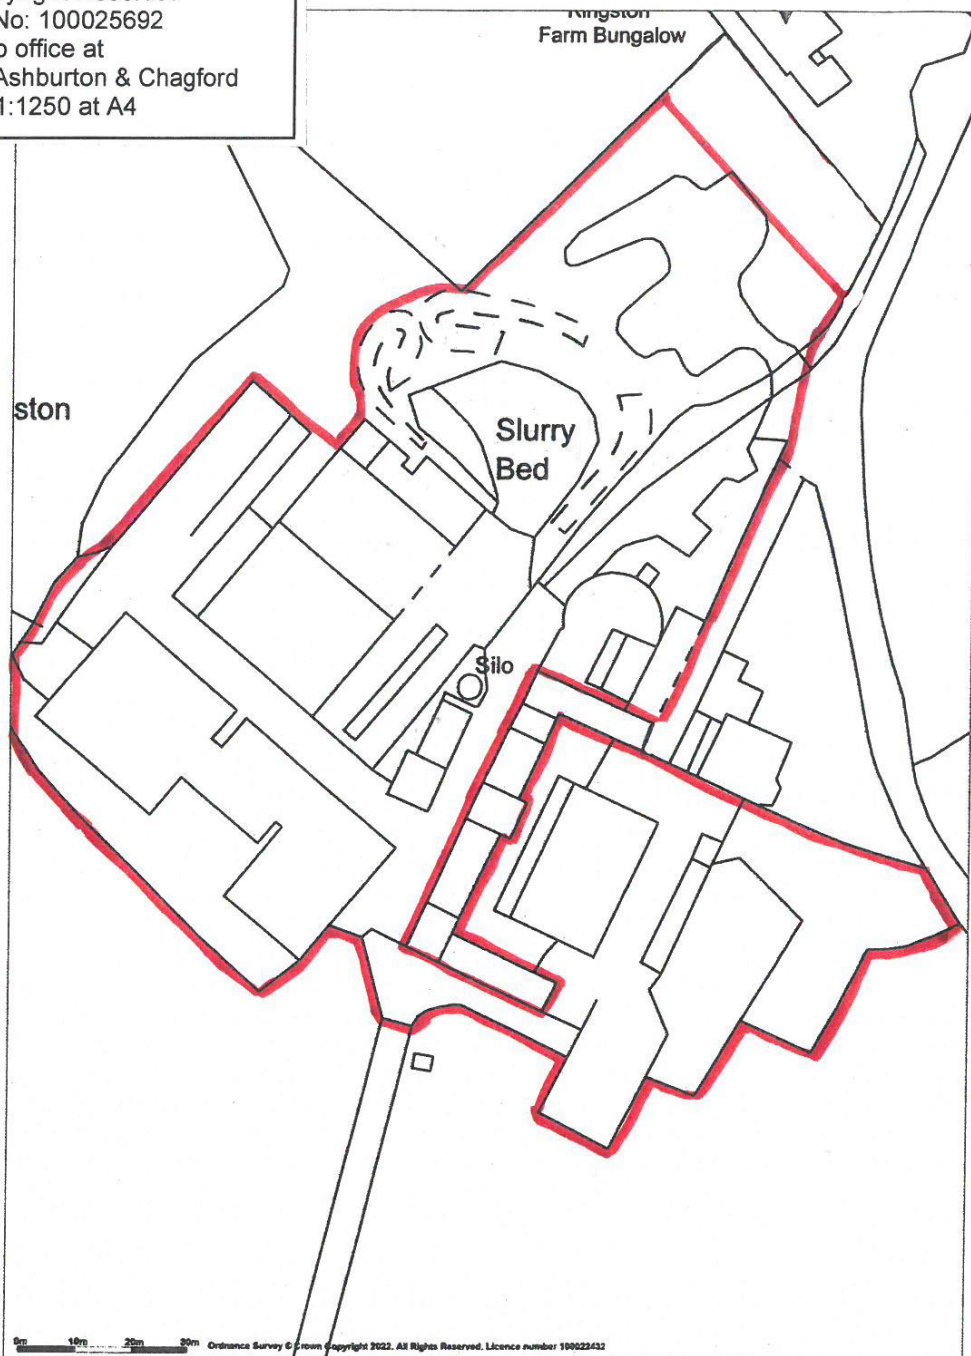 No: 100025692
office at
Ashburton & Chagford
1:1250 at A4
Kingston
Farm Bungalow
ston
Slurry
Bed
Silo
0m 10m 20m 30m
Ordnance Survey © Crown Copyright 2022. All Rights Reserved. Licence number 100022432